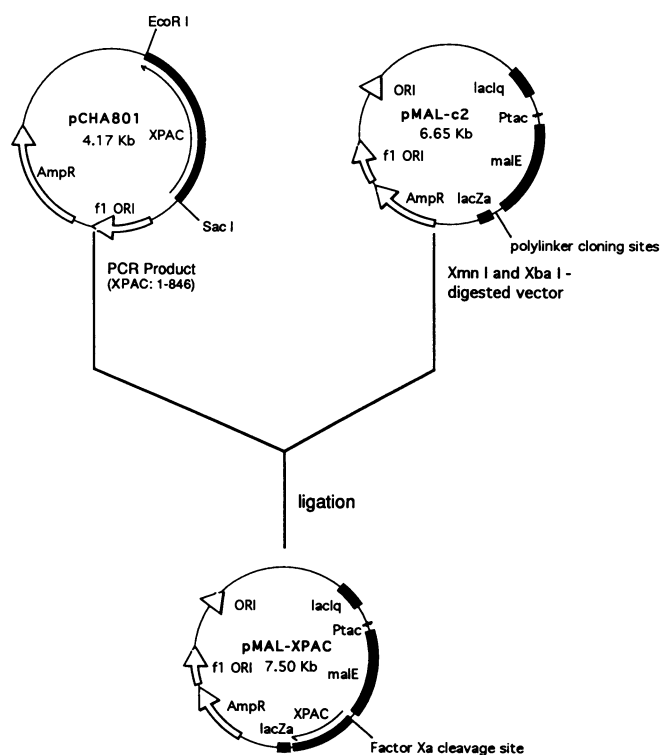 EcoR I
pCHA801
4.17 Kb
XPAC
AmpR
f1 ORI
Sac I
PCR Product
(XPAC: 1-846)
ORI
lacIq
Ptac
pMAL-c2
6.65 Kb
malE
f1 ORI
AmpR
lacZa
polylinker cloning sites
Xmn I and Xba I -
digested vector
ligation
ORI
lacIq
Ptac
pMAL-XPAC
7.50 Kb
f1 ORI
malE
AmpR
XPAC
lacZa
Factor Xa cleavage site